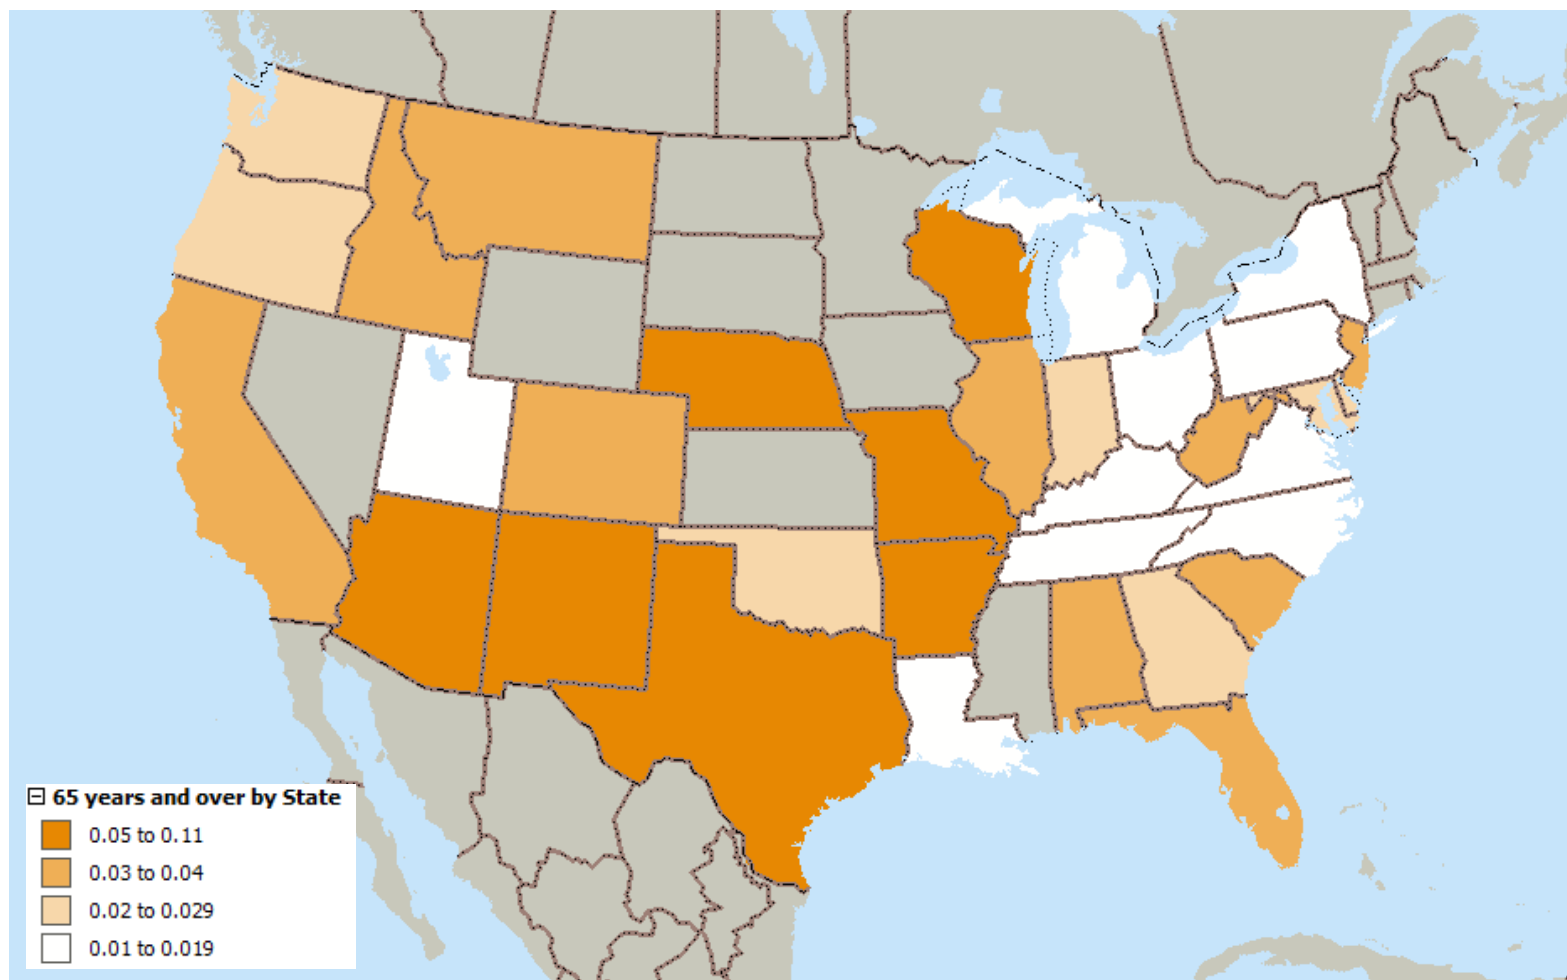 65 years and over by State
0.05 to 0.11
0.03 to 0.04
0.02 to 0.029
0.01 to 0.019